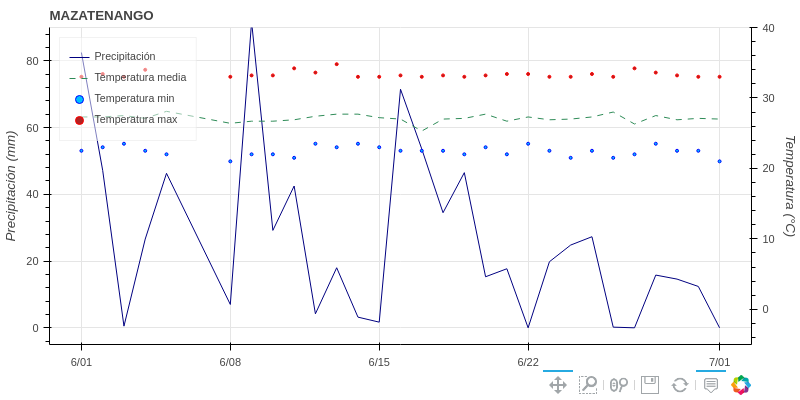 MAZATENANGO
Precipitación
Temperatura media
Temperatura min
Temperatura max
Precipitación (mm)
80
60
40
20
0
Temperatura (°C)
40
30
20
10
0
6/01
6/08
6/15
6/22
7/01